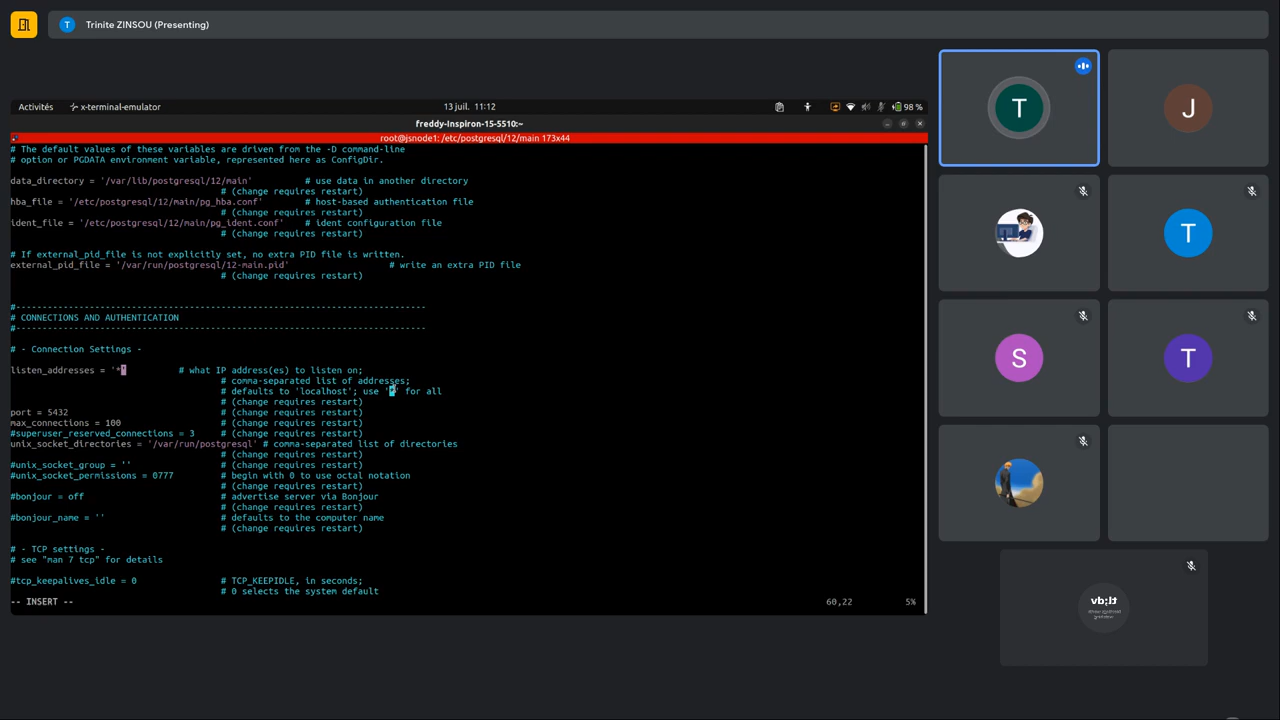 Trinite ZINSOU (Presenting)
T
Activités
x-terminal-emulator
13 juil. 11:12
98 %
freddy-Inspiron-15-5510:~
root@jsnode1: /etc/postgresql/12/main 173x44
# The default values of these variables are driven from the -D command-line
# option or PGDATA environment variable, represented here as ConfigDir.
data_directory = '/var/lib/postgresql/12/main' # use data in another directory
# (change requires restart)
hba_file = '/etc/postgresql/12/main/pg_hba.conf' # host-based authentication file
# (change requires restart)
ident_file = '/etc/postgresql/12/main/pg_ident.conf' # ident configuration file
# (change requires restart)
# If external_pid_file is not explicitly set, no extra PID file is written.
external_pid_file = '/var/run/postgresql/12-main.pid' # write an extra PID file
# (change requires restart)
#------------------------------------------------------------------------------
# CONNECTIONS AND AUTHENTICATION
#------------------------------------------------------------------------------
# - Connection Settings -
listen_addresses = '*' # what IP address(es) to listen on;
# comma-separated list of addresses;
# defaults to 'localhost'; use '*' for all
# (change requires restart)
port = 5432 # (change requires restart)
max_connections = 100 # (change requires restart)
#superuser_reserved_connections = 3 # (change requires restart)
unix_socket_directories = '/var/run/postgresql' # comma-separated list of directories
# (change requires restart)
#unix_socket_group = '' # (change requires restart)
#unix_socket_permissions = 0777 # begin with 0 to use octal notation
# (change requires restart)
#bonjour = off # advertise server via Bonjour
# (change requires restart)
#bonjour_name = '' # defaults to the computer name
# (change requires restart)
# - TCP settings -
# see "man 7 tcp" for details
#tcp_keepalives_idle = 0 # TCP_KEEPIDLE, in seconds;
# 0 selects the system default
-- INSERT -- 60,22 5%
T
J
T
S
T